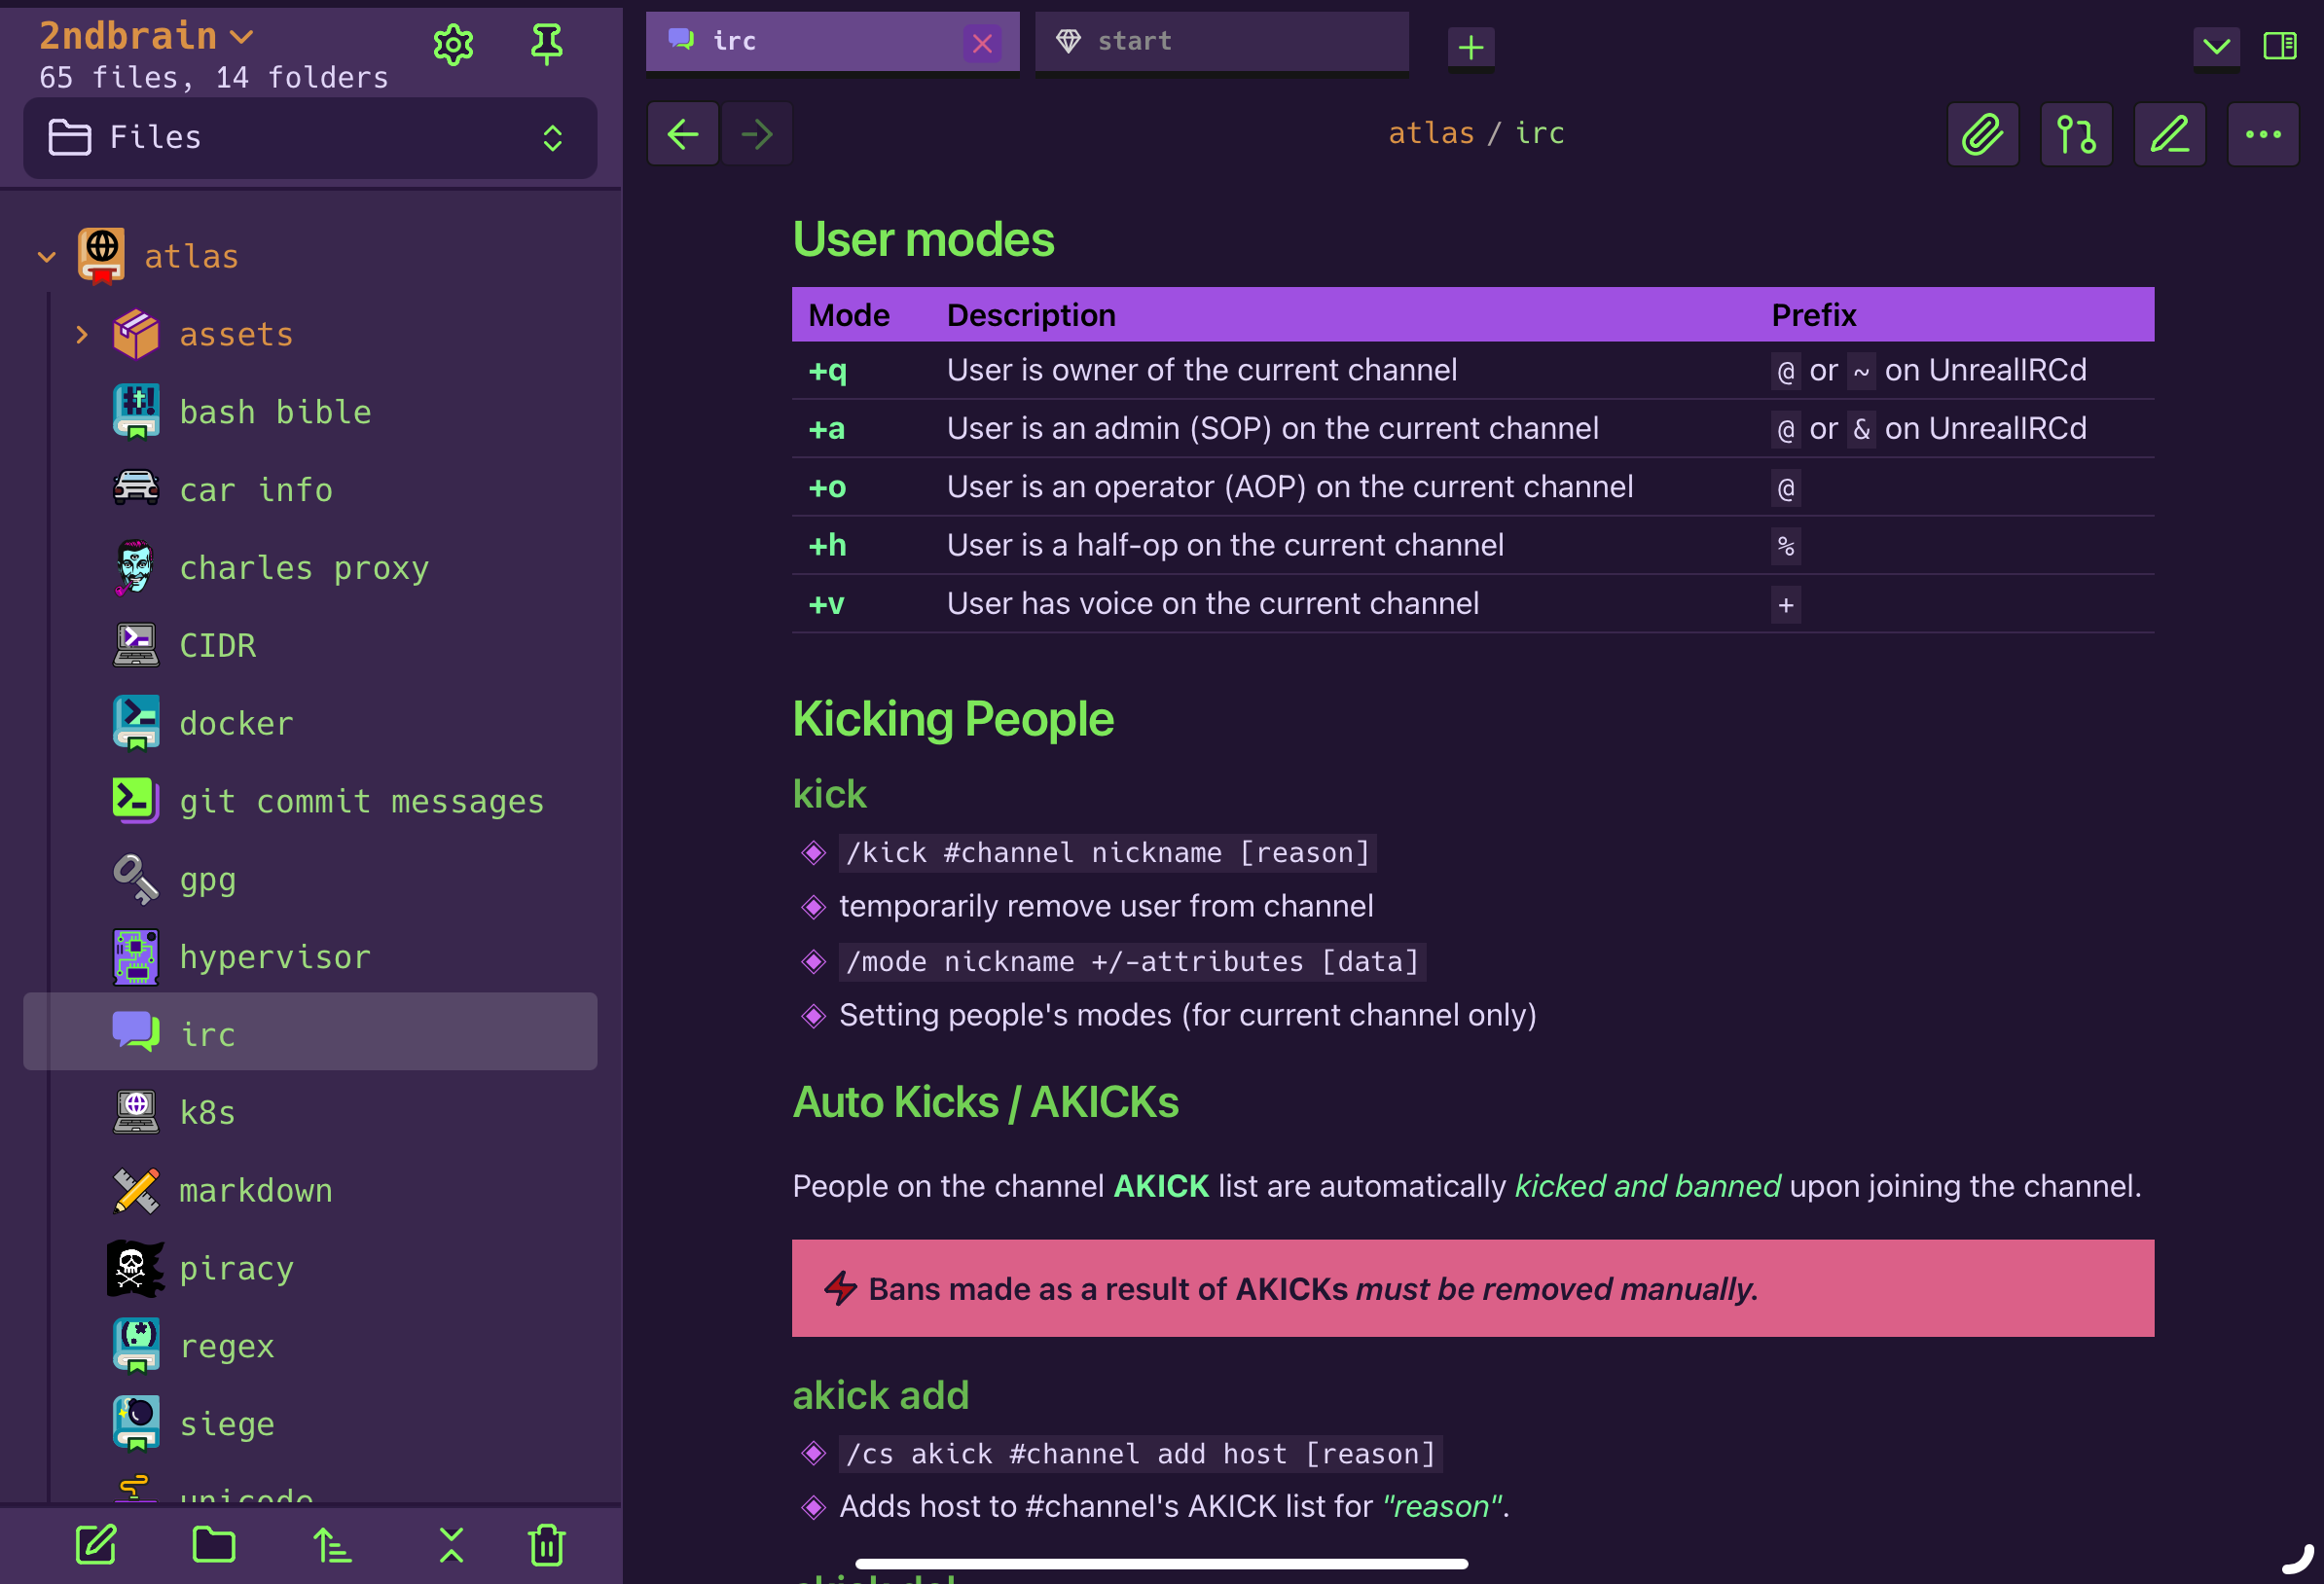 2ndbrain
65 files, 14 folders
Files
atlas
assets
bash bible
car info
charles proxy
CIDR
docker
git commit messages
gpg
hypervisor
irc
k8s
markdown
piracy
regex
siege
unicode
irc
start
atlas / irc
User modes
Mode Description Prefix
+q User is owner of the current channel @ or ~ on UnrealIRCd
+a User is an admin (SOP) on the current channel @ or & on UnrealIRCd
+o User is an operator (AOP) on the current channel @
+h User is a half-op on the current channel %
+v User has voice on the current channel +
Kicking People
kick
/kick #channel nickname [reason]
temporarily remove user from channel
/mode nickname +/-attributes [data]
Setting people's modes (for current channel only)
Auto Kicks / AKICKs
People on the channel AKICK list are automatically kicked and banned upon joining the channel.
Bans made as a result of AKICKs must be removed manually.
akick add
/cs akick #channel add host [reason]
Adds host to #channel's AKICK list for "reason".
akick del